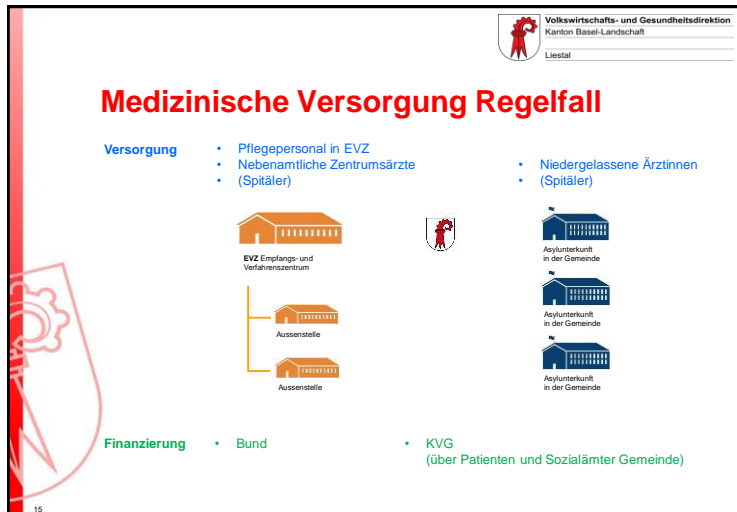 Volkswirtschafts- und Gesundheitsdirektion
Kanton Basel-Landschaft
Liestal
Medizinische Versorgung Regelfall
Versorgung
• Pflegepersonal in EVZ
• Nebenamtliche Zentrumsärzte
• (Spitäler)
• Niedergelassene Ärztinnen
• (Spitäler)
EVZ Empfangs- und
Verfahrenszentrum
Aussenstelle
Aussenstelle
Asylunterkunft
in der Gemeinde
Asylunterkunft
in der Gemeinde
Asylunterkunft
in der Gemeinde
Finanzierung
• Bund
• KVG
(über Patienten und Sozialämter Gemeinde)
15